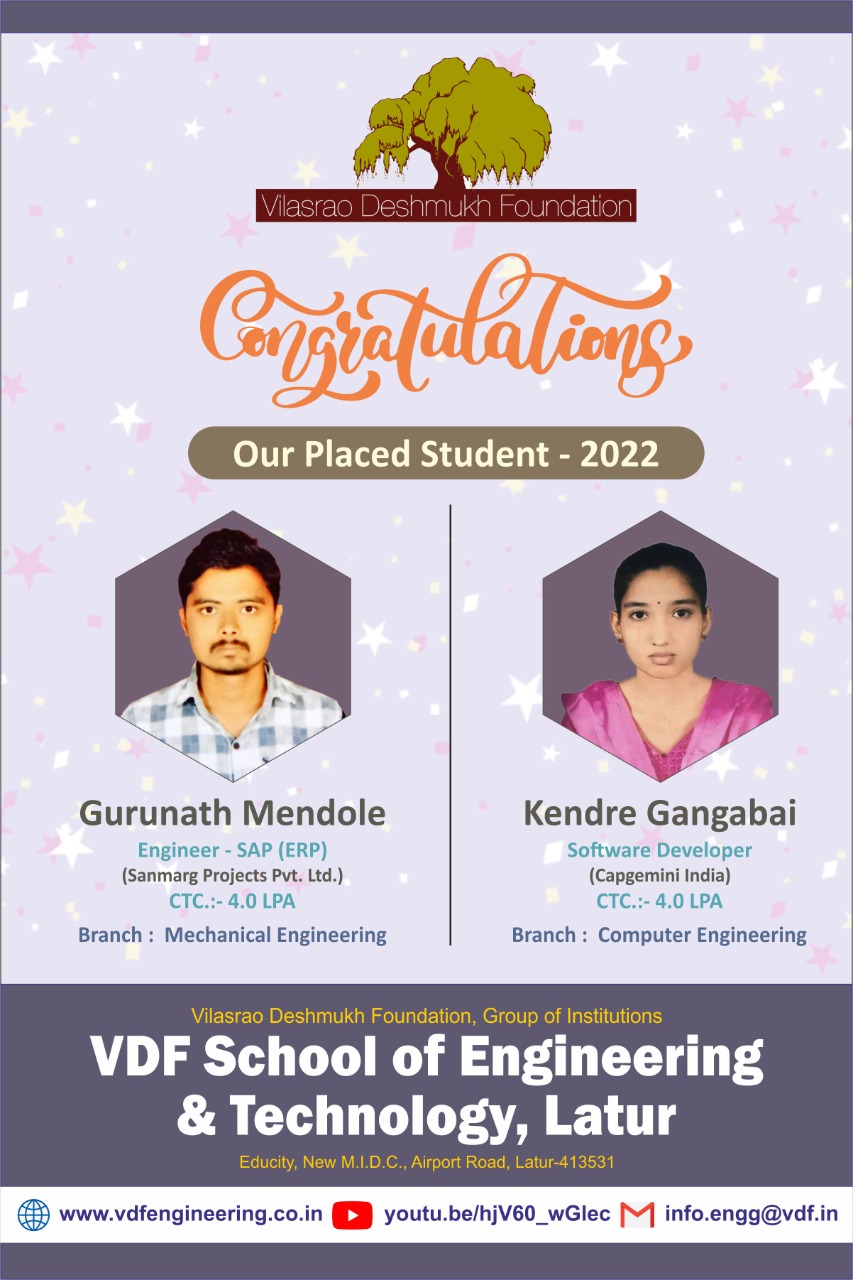 Vilasrao Deshmukh Foundation
Congratulations
Our Placed Student - 2022
Gurunath Mendole
Engineer - SAP (ERP)
(Sanmarg Projects Pvt. Ltd.)
CTC.:- 4.0 LPA
Branch : Mechanical Engineering
Kendre Gangabai
Software Developer
(Capgemini India)
CTC.:- 4.0 LPA
Branch : Computer Engineering
Vilasrao Deshmukh Foundation, Group of Institutions
VDF School of Engineering
& Technology, Latur
Educity, New M.I.D.C., Airport Road, Latur-413531
www.vdfengineering.co.in youtu.be/hjV60_wGlec info.engg@vdf.in